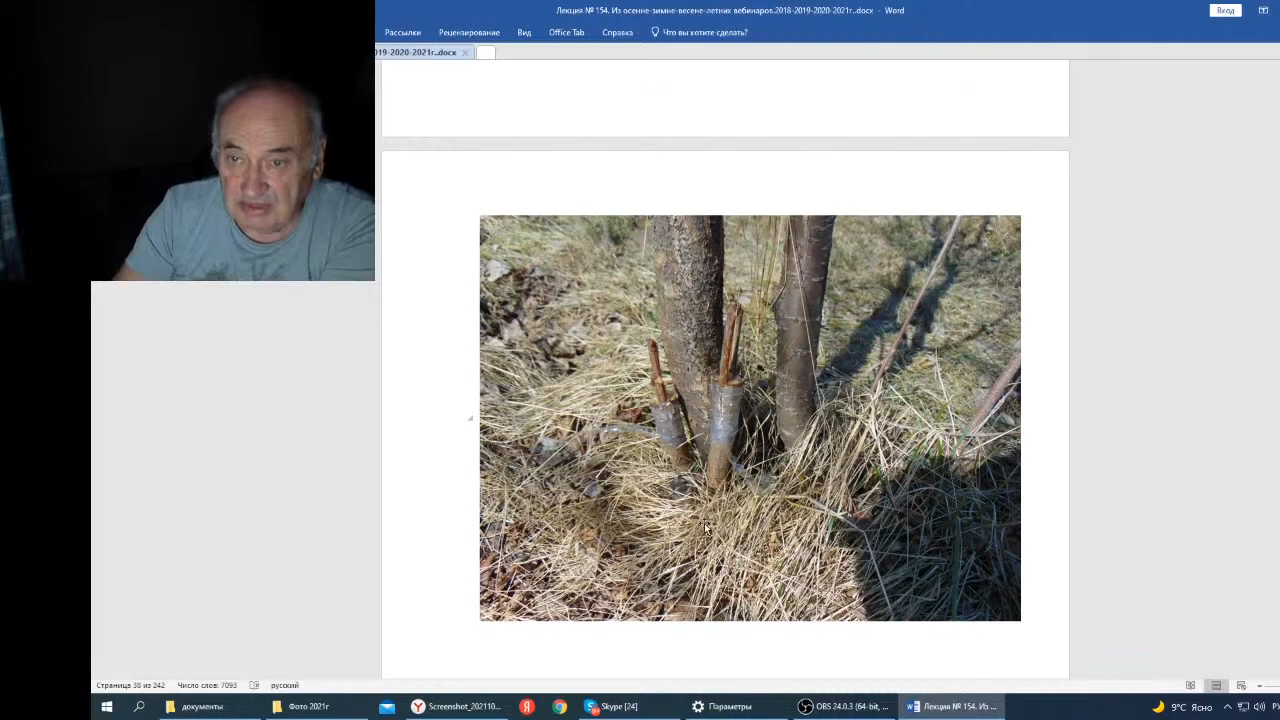 Лекция № 154. Из осенне-зимне-весене-летних вебинаров.2018-2019-2020-2021г..docx - Word
Вход
Рассылки
Рецензирование
Вид
Office Tab
Справка
Что вы хотите сделать?
019-2020-2021г..docx
Страница 38 из 242
Число слов: 7093
русский
документы
Фото 2021г
Screenshot_202110...
Skype [24]
Параметры
OBS 24.0.3 (64-bit, ...
Лекция № 154. Из ...
9°C Ясно